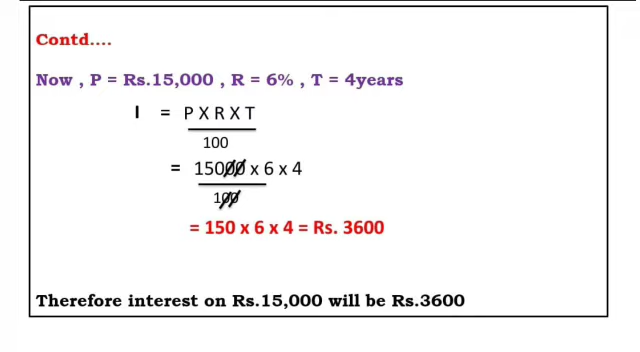 Contd....
Now , P = Rs.15,000 , R = 6% , T = 4years
I = P X R X T
100
= 15000 x 6 x 4
100
= 150 x 6 x 4 = Rs. 3600
Therefore interest on Rs.15,000 will be Rs.3600